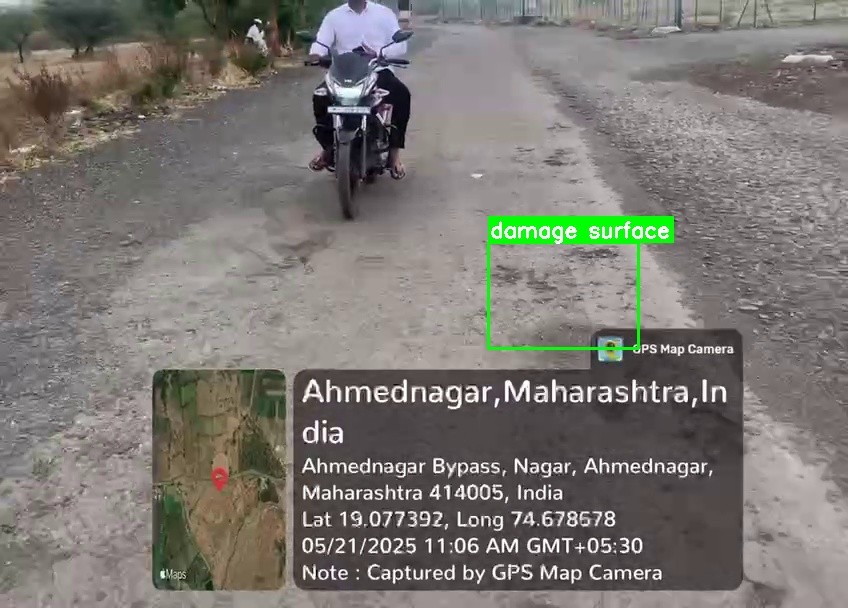 damage surface
GPS Map Camera
Ahmednagar,Maharashtra,In
dia
Ahmednagar Bypass, Nagar, Ahmednagar,
Maharashtra 414005, India
Lat 19.077392, Long 74.678678
05/21/2025 11:06 AM GMT+05:30
Note : Captured by GPS Map Camera
Maps